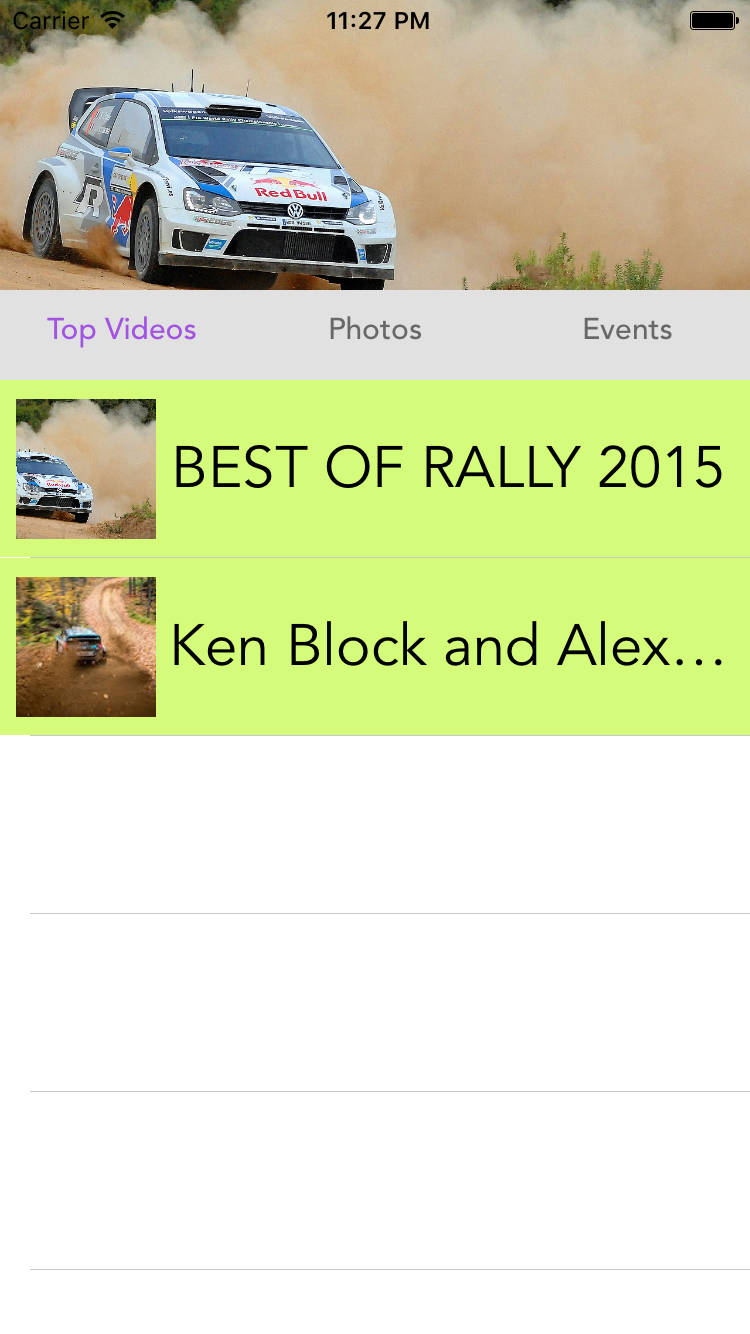 Carrier 11:27 PM
Red Bull
Top Videos Photos Events
BEST OF RALLY 2015
Ken Block and Alex...